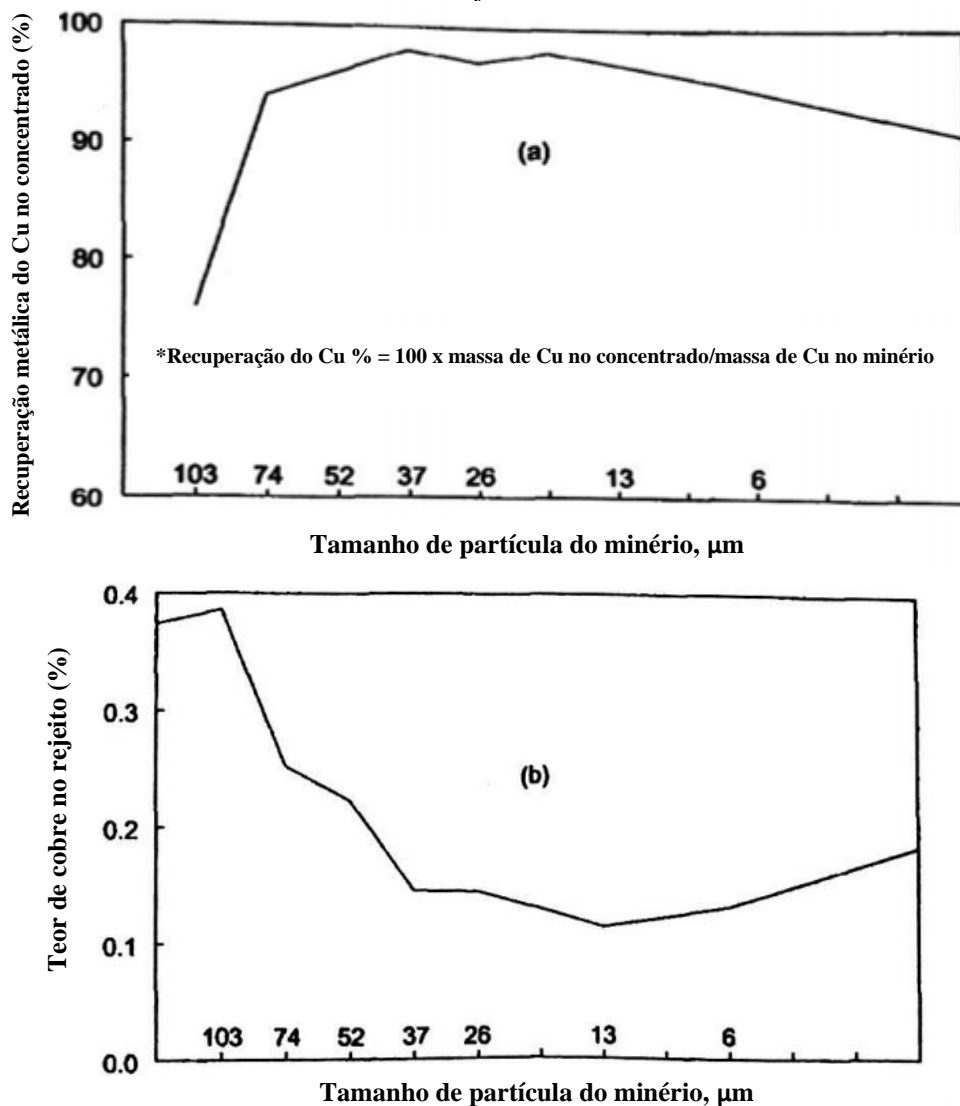 Recuperação metálica do Cu no concentrado (%)
100
90
80
70
60
(a)
*Recuperação do Cu % = 100 x massa de Cu no concentrado/massa de Cu no minério
103 74 52 37 26 13 6
Tamanho de partícula do minério, µm
Teor de cobre no rejeito (%)
0.4
0.3
0.2
0.1
0.0
(b)
103 74 52 37 26 13 6
Tamanho de partícula do minério, µm